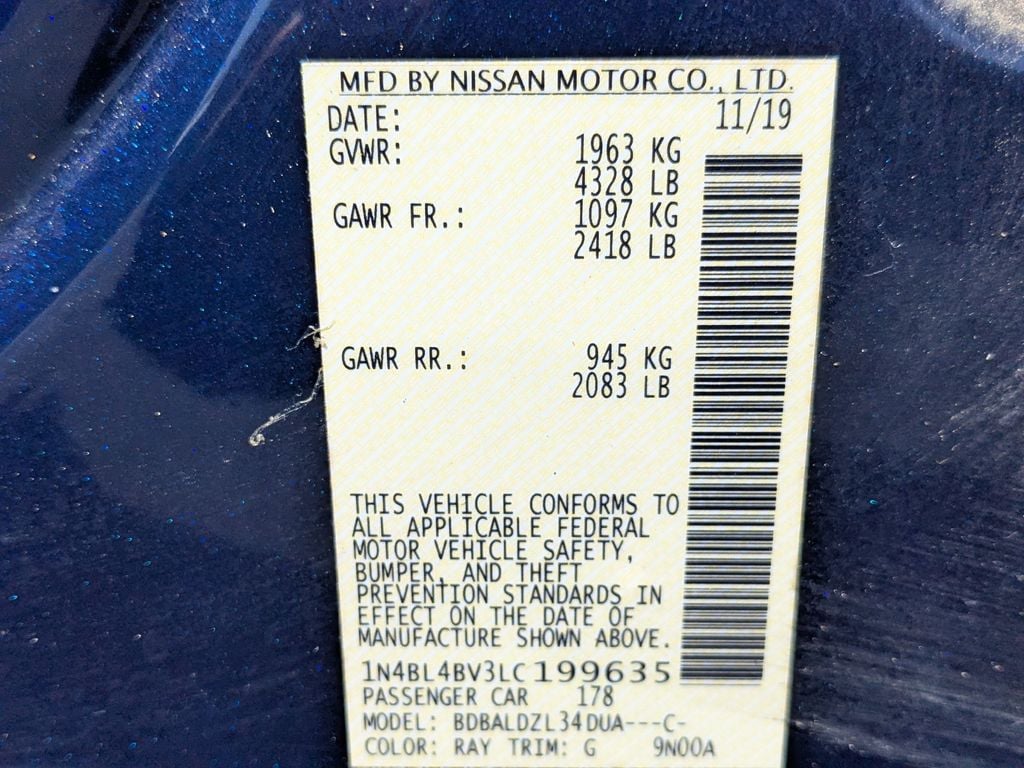 MFD BY NISSAN MOTOR CO., LTD.
DATE: 11/19
GVWR: 1963 KG
4328 LB
GAWR FR.: 1097 KG
2418 LB
GAWR RR.: 945 KG
2083 LB
THIS VEHICLE CONFORMS TO
ALL APPLICABLE FEDERAL
MOTOR VEHICLE SAFETY,
BUMPER, AND THEFT
PREVENTION STANDARDS IN
EFFECT ON THE DATE OF
MANUFACTURE SHOWN ABOVE.
1N4BL4BV3LC199635
PASSENGER CAR 178
MODEL: BDBALDZL34DUA---C-
COLOR: RAY TRIM: G 9N00A